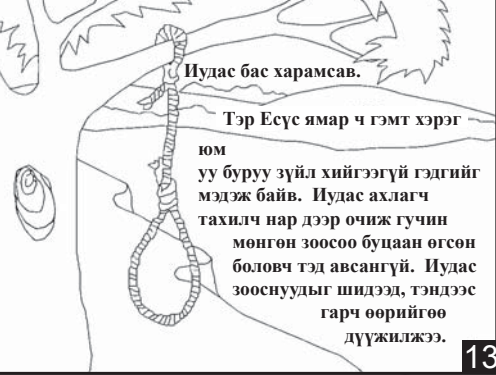 Иудас бас харамсав.
Тэр Есүс ямар ч гэмт хэрэг
юм
уу буруу зүйл хийгээгүй гэдгийг
мэдэж байв. Иудас ахлагч
тахилч нар дээр очиж гучин
мөнгөн зоосоо буцаан өгсөн
боловч тэд авсангүй. Иудас
зооснуудыг шидээд, тэндээс
гарч өөрийгөө
дүүжилжээ.
13